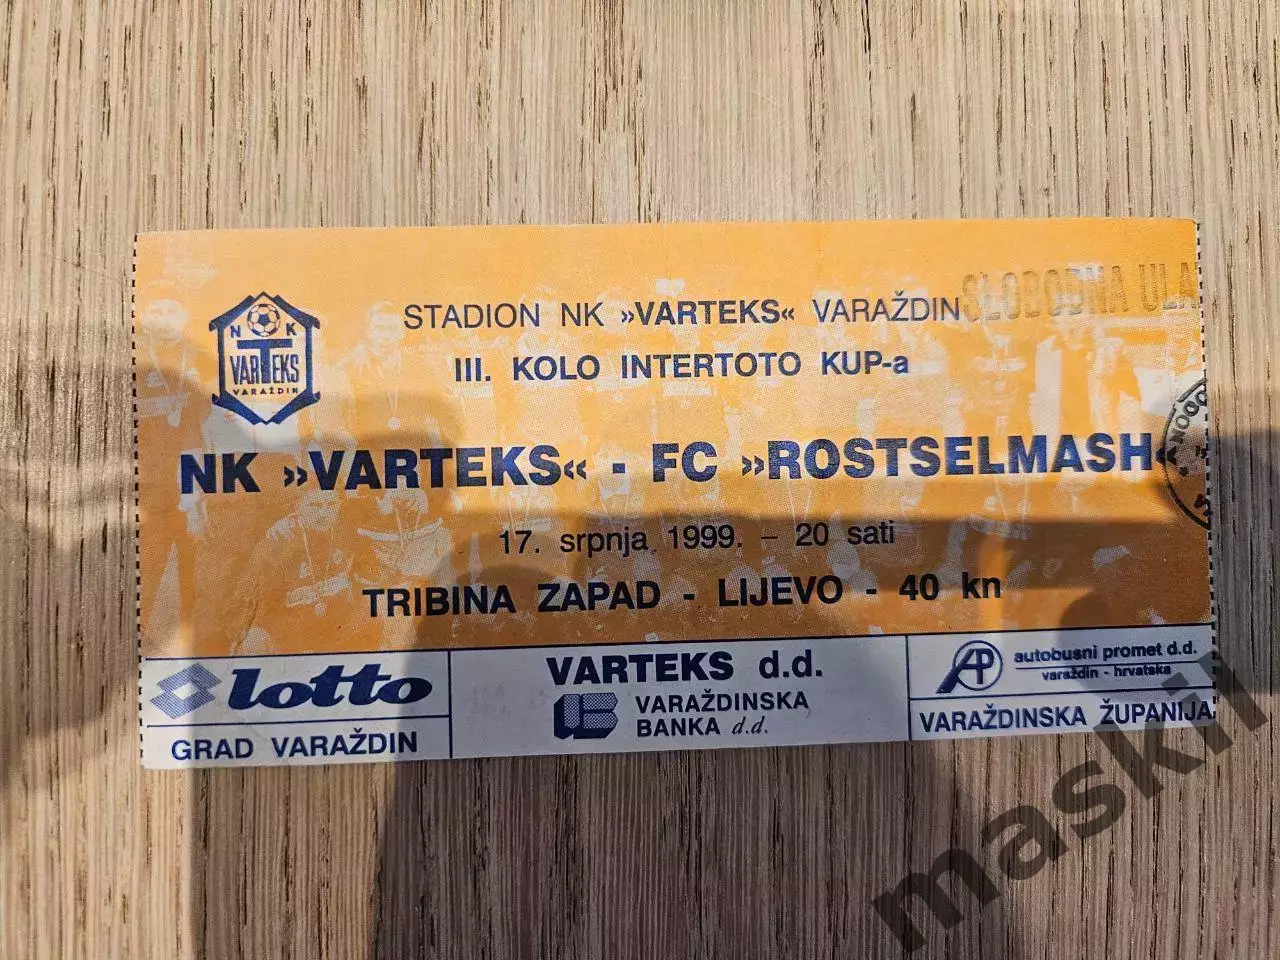 STADION NK »VARTEKS« VARAŽDIN
SLOBODNA ULA
III. KOLO INTERTOTO KUP-a
N K
VARTEKS
VARAŽDIN
NK »VARTEKS« - FC »ROSTSELMASH
17. srpnja 1999. – 20 sati
TRIBINA ZAPAD - LIJEVO - 40 kn
lotto
GRAD VARAŽDIN
VARTEKS d.d.
VARAŽDINSKA
BANKA d.d.
AP
autobusni promet d.d.
varaždin - hrvatska
VARAŽDINSKA ŽUPANIJA
maskil